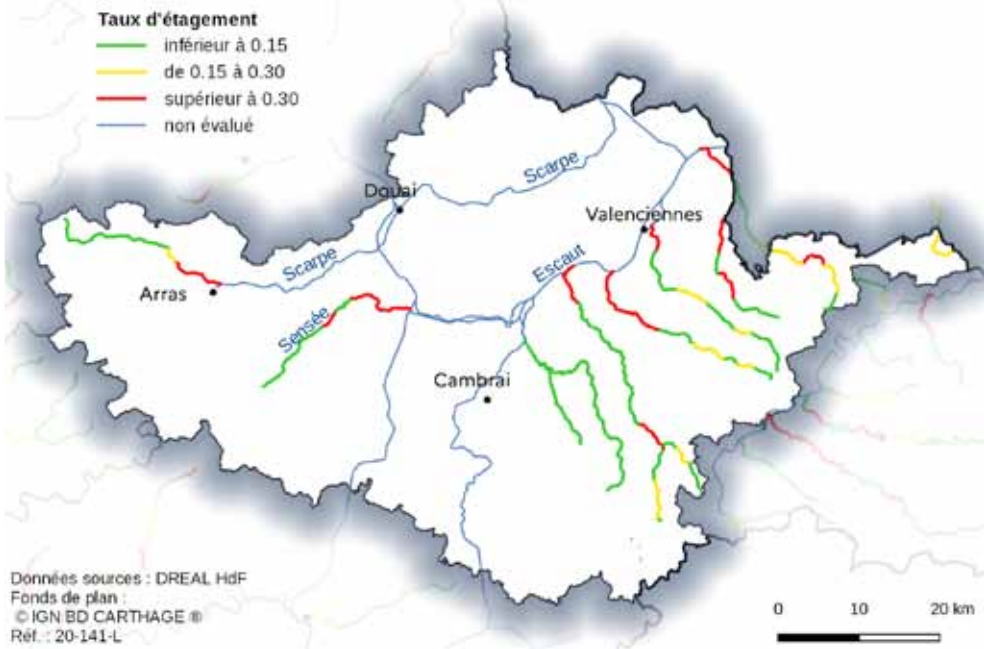 Taux d'étagement
inférieur à 0.15
de 0.15 à 0.30
supérieur à 0.30
non évalué
Scarpe
Douai
Valenciennes
Escaut
Scarpe
Arras
Sensée
Cambrai
Données sources : DREAL HdF
Fonds de plan :
© IGN BD CARTHAGE ®
Réf. : 20-141-L
0 10 20 km